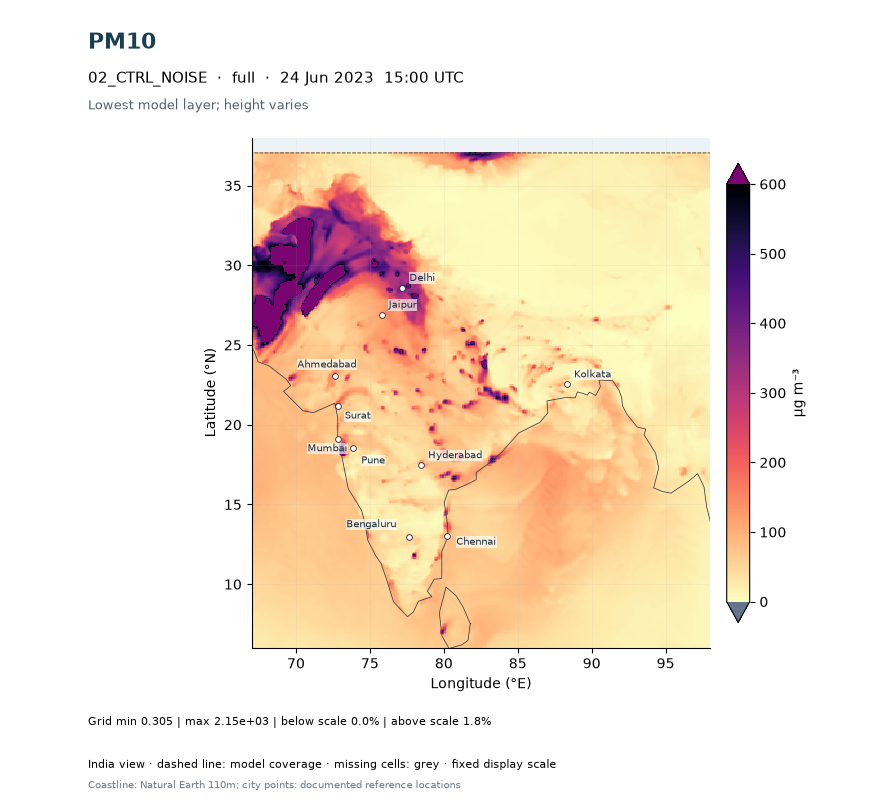 PM10
02_CTRL_NOISE · full · 24 Jun 2023 15:00 UTC
Lowest model layer; height varies
35
30
25
20
15
10
Latitude (°N)
Delhi
Jaipur
Ahmedabad
Kolkata
Surat
Mumbai
Pune
Hyderabad
Bengaluru
Chennai
70
75
80
85
90
95
Longitude (°E)
600
500
400
300
200
100
0
µg m⁻³
Grid min 0.305 | max 2.15e+03 | below scale 0.0% | above scale 1.8%
India view · dashed line: model coverage · missing cells: grey · fixed display scale
Coastline: Natural Earth 110m; city points: documented reference locations